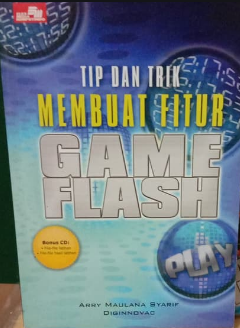 TIP DAN TRIK
MEMBUAT FITUR
GAME
FLASH
Bonus CD:
PLAY
ARRY MAULANA SYARIF
DIGINNOVAC